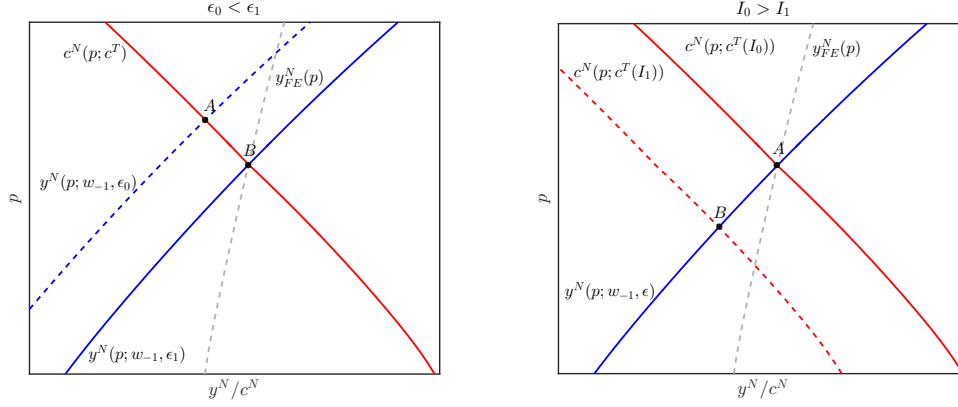 ϵ₀ < ϵ₁
c^N(p; c^T)
y^N_{FE}(p)
A
B
y^N(p; w₋₁, ϵ₀)
y^N(p; w₋₁, ϵ₁)
p
y^N/c^N
I₀ > I₁
c^N(p; c^T(I₀))
y^N_{FE}(p)
c^N(p; c^T(I₁))
A
B
y^N(p; w₋₁, ϵ)
p
y^N/c^N